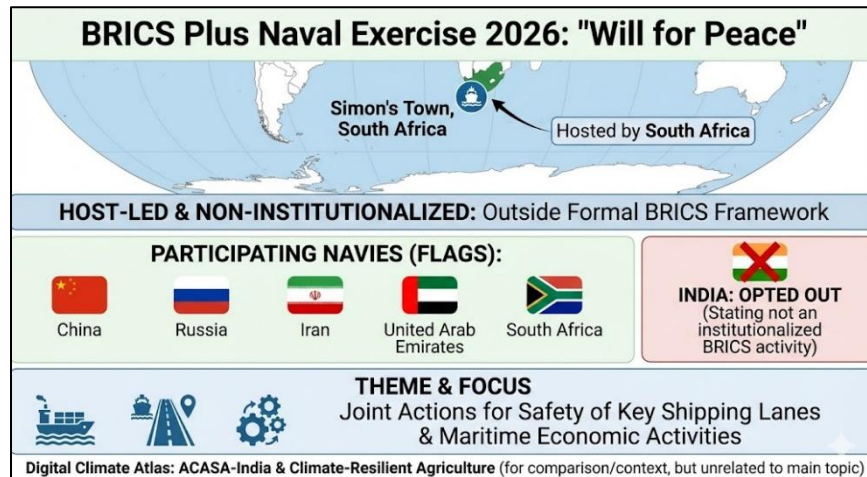 BRICS Plus Naval Exercise 2026: "Will for Peace"
Simon's Town,
South Africa
Hosted by South Africa
HOST-LED & NON-INSTITUTIONALIZED: Outside Formal BRICS Framework
PARTICIPATING NAVIES (FLAGS):
China
Russia
Iran
United Arab
Emirates
South Africa
INDIA: OPTED OUT
(Stating not an
institutionalized
BRICS activity)
THEME & FOCUS
Joint Actions for Safety of Key Shipping Lanes
& Maritime Economic Activities
Digital Climate Atlas: ACASA-India & Climate-Resilient Agriculture (for comparison/context, but unrelated to main topic)